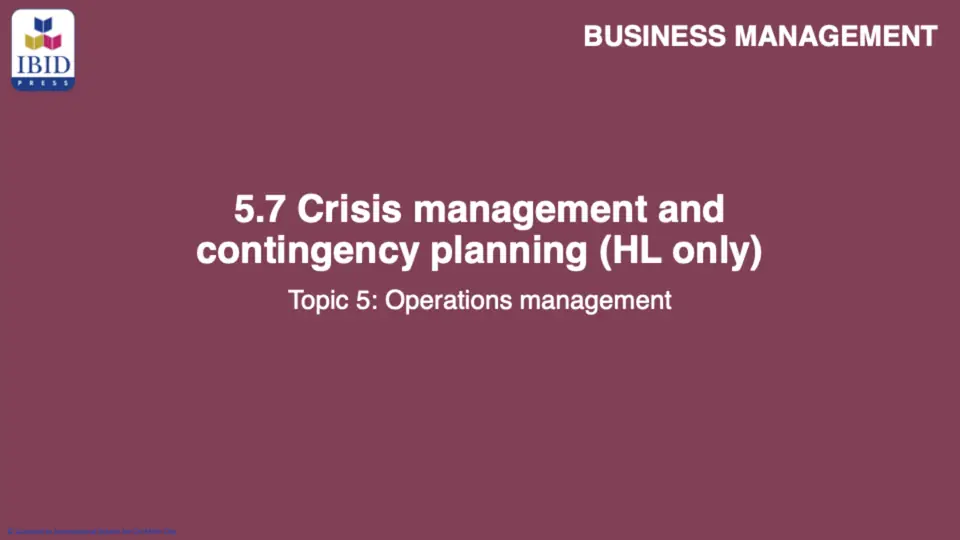 IBID
PRESS
BUSINESS MANAGEMENT
5.7 Crisis management and
contingency planning (HL only)
Topic 5: Operations management